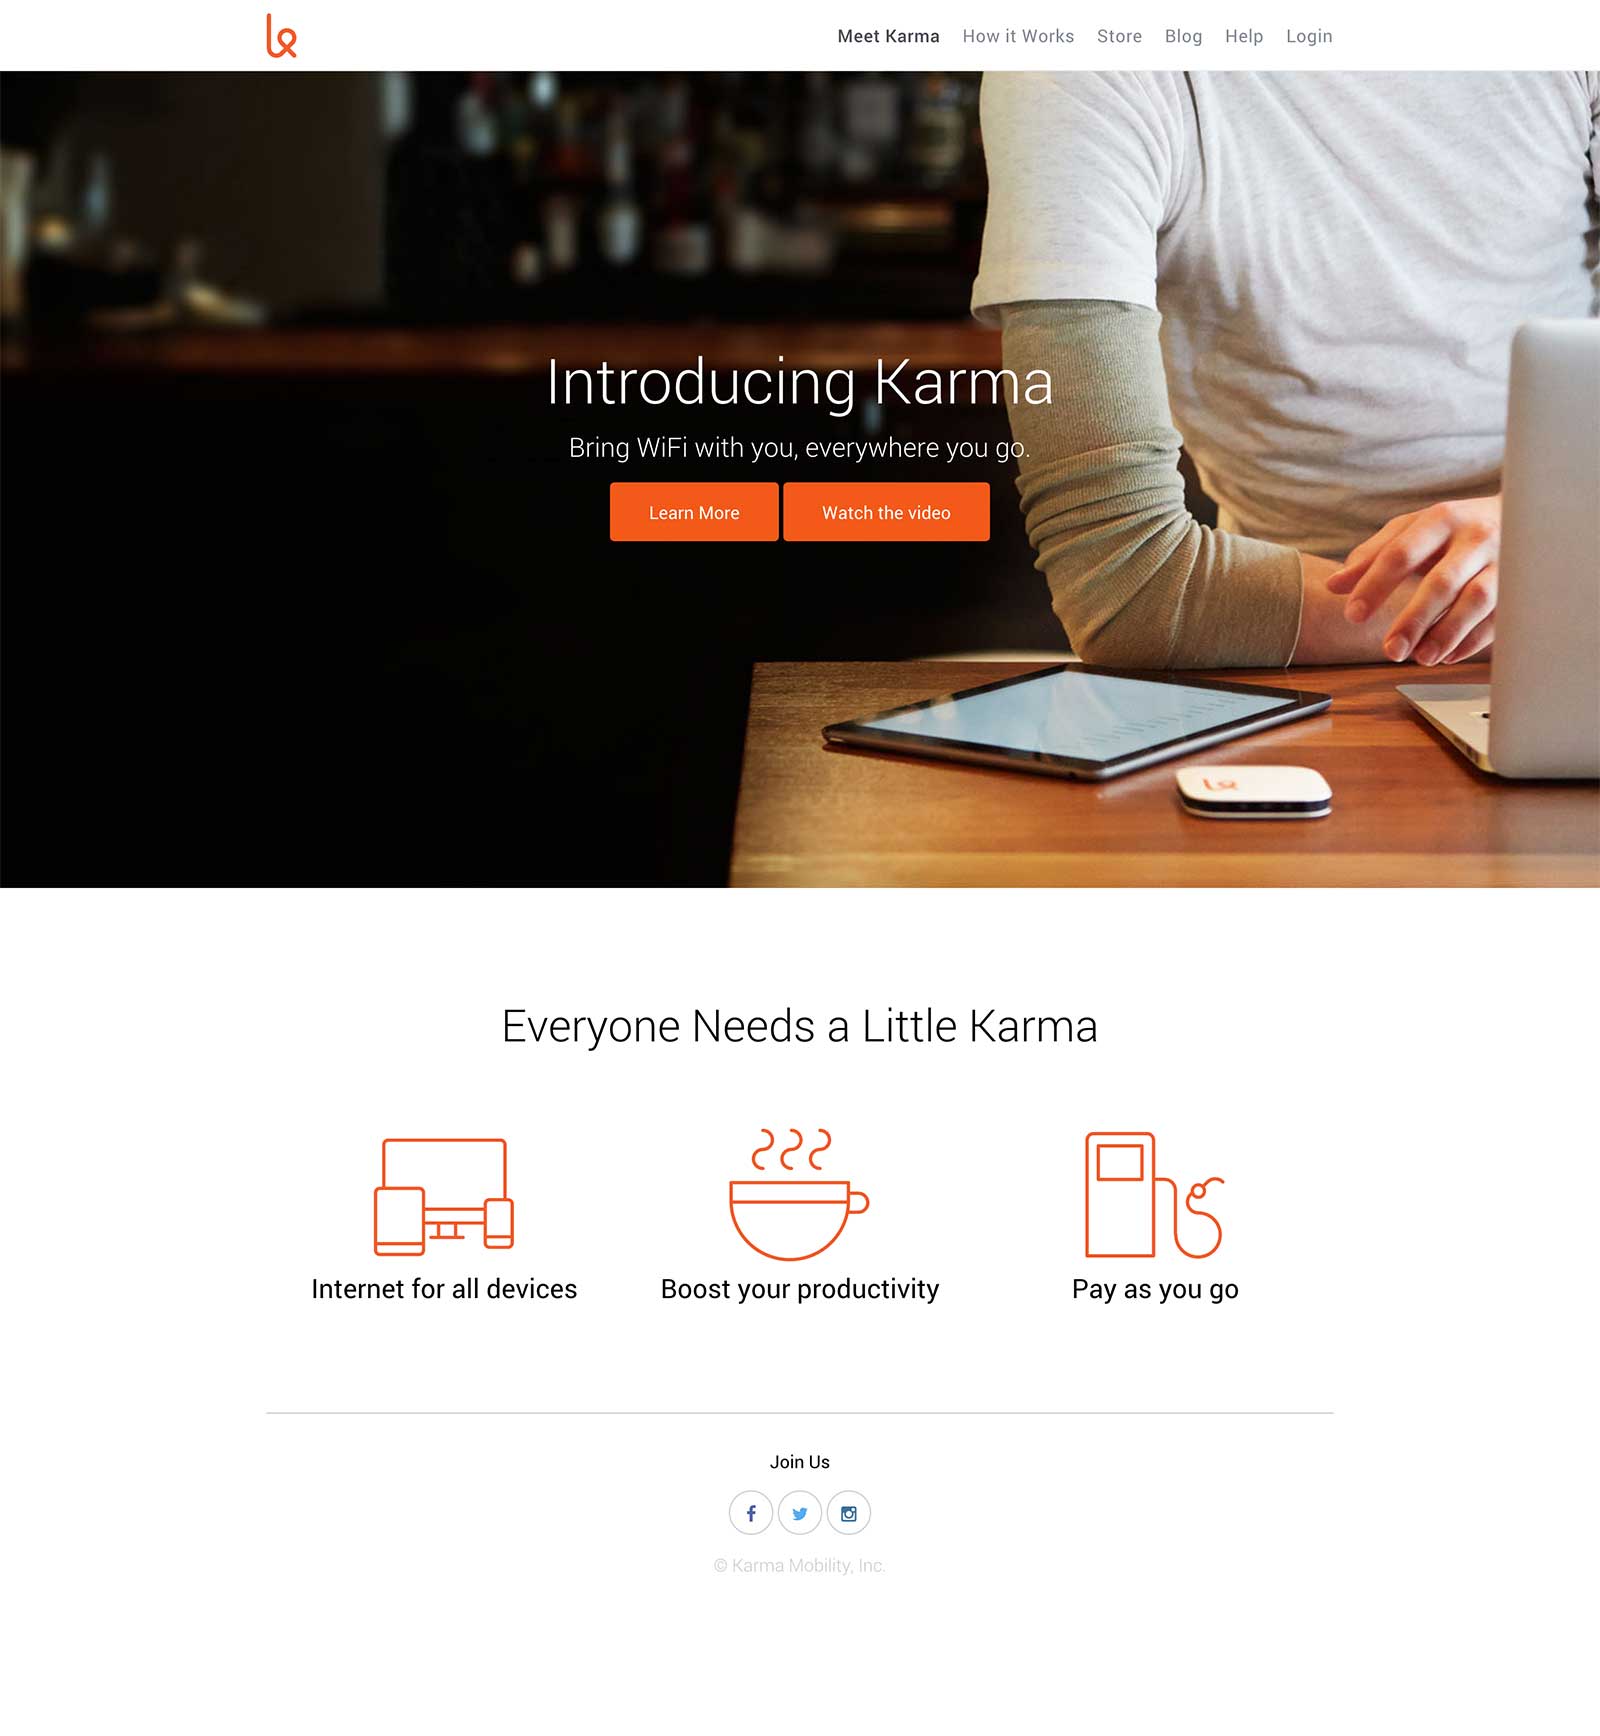 Meet Karma How it Works Store Blog Help Login
Introducing Karma
Bring WiFi with you, everywhere you go.
Learn More Watch the video
Everyone Needs a Little Karma
Internet for all devices Boost your productivity Pay as you go
Join Us
© Karma Mobility, Inc.